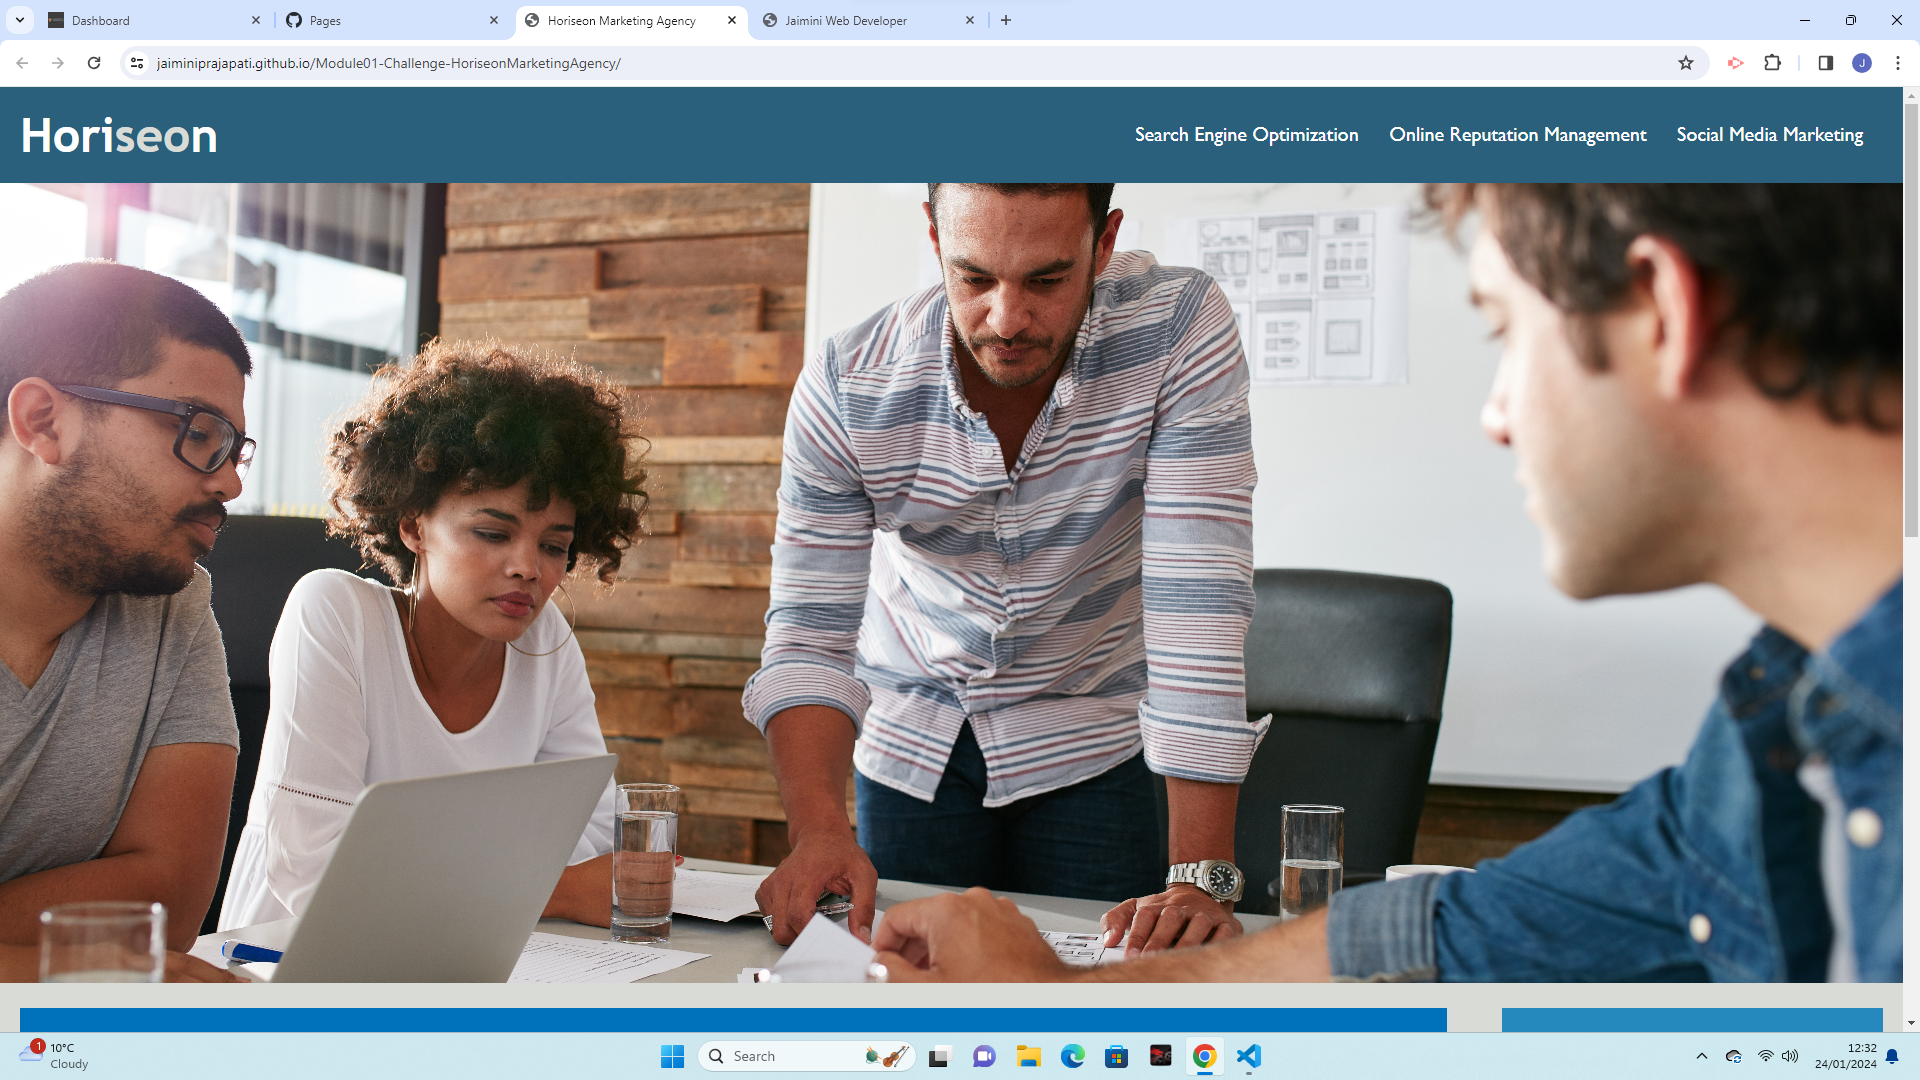 Dashboard
Pages
Horiseon Marketing Agency
Jaimini Web Developer
jaiminiprajapati.github.io/Module01-Challenge-HoriseonMarketingAgency/
J
Horiseon
Search Engine Optimization
Online Reputation Management
Social Media Marketing
1
10°C
Cloudy
Search
12:32
24/01/2024